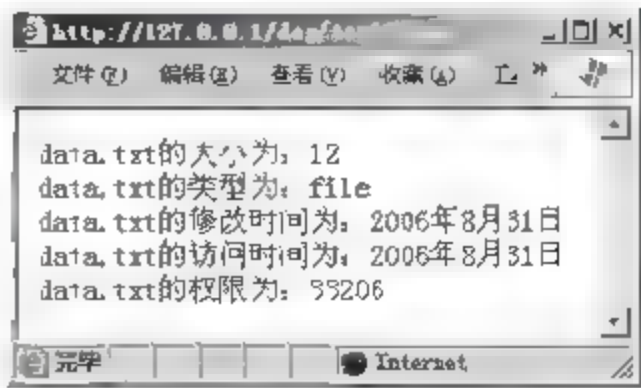 http://127.0.0.1/
文件(F) 编辑(E) 查看(V) 收藏(A) 工
data.txt的大小为：12
data.txt的类型为：file
data.txt的修改时间为：2006年8月31日
data.txt的访问时间为：2006年8月31日
data.txt的权限为：33206
完毕 Internet